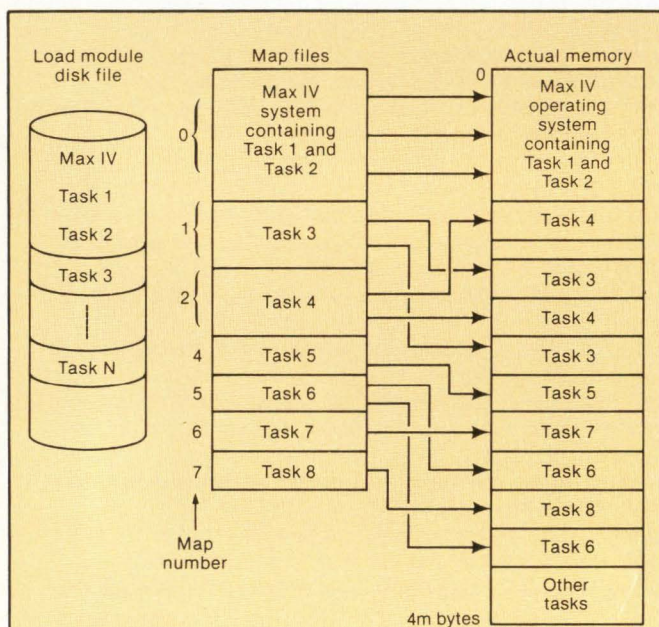 Load module
disk file
Max IV
Task 1
Task 2
Task 3
Task N
Map files
0
Max IV
system
containing
Task 1
and Task 2
1
Task 3
2
Task 4
4
Task 5
5
Task 6
6
Task 7
7
Task 8
Map
number
Actual memory
0
Max IV
operating
system
containing
Task 1 and
Task 2
Task 4
Task 3
Task 4
Task 3
Task 5
Task 7
Task 6
Task 8
Task 6
Other
tasks
4m bytes